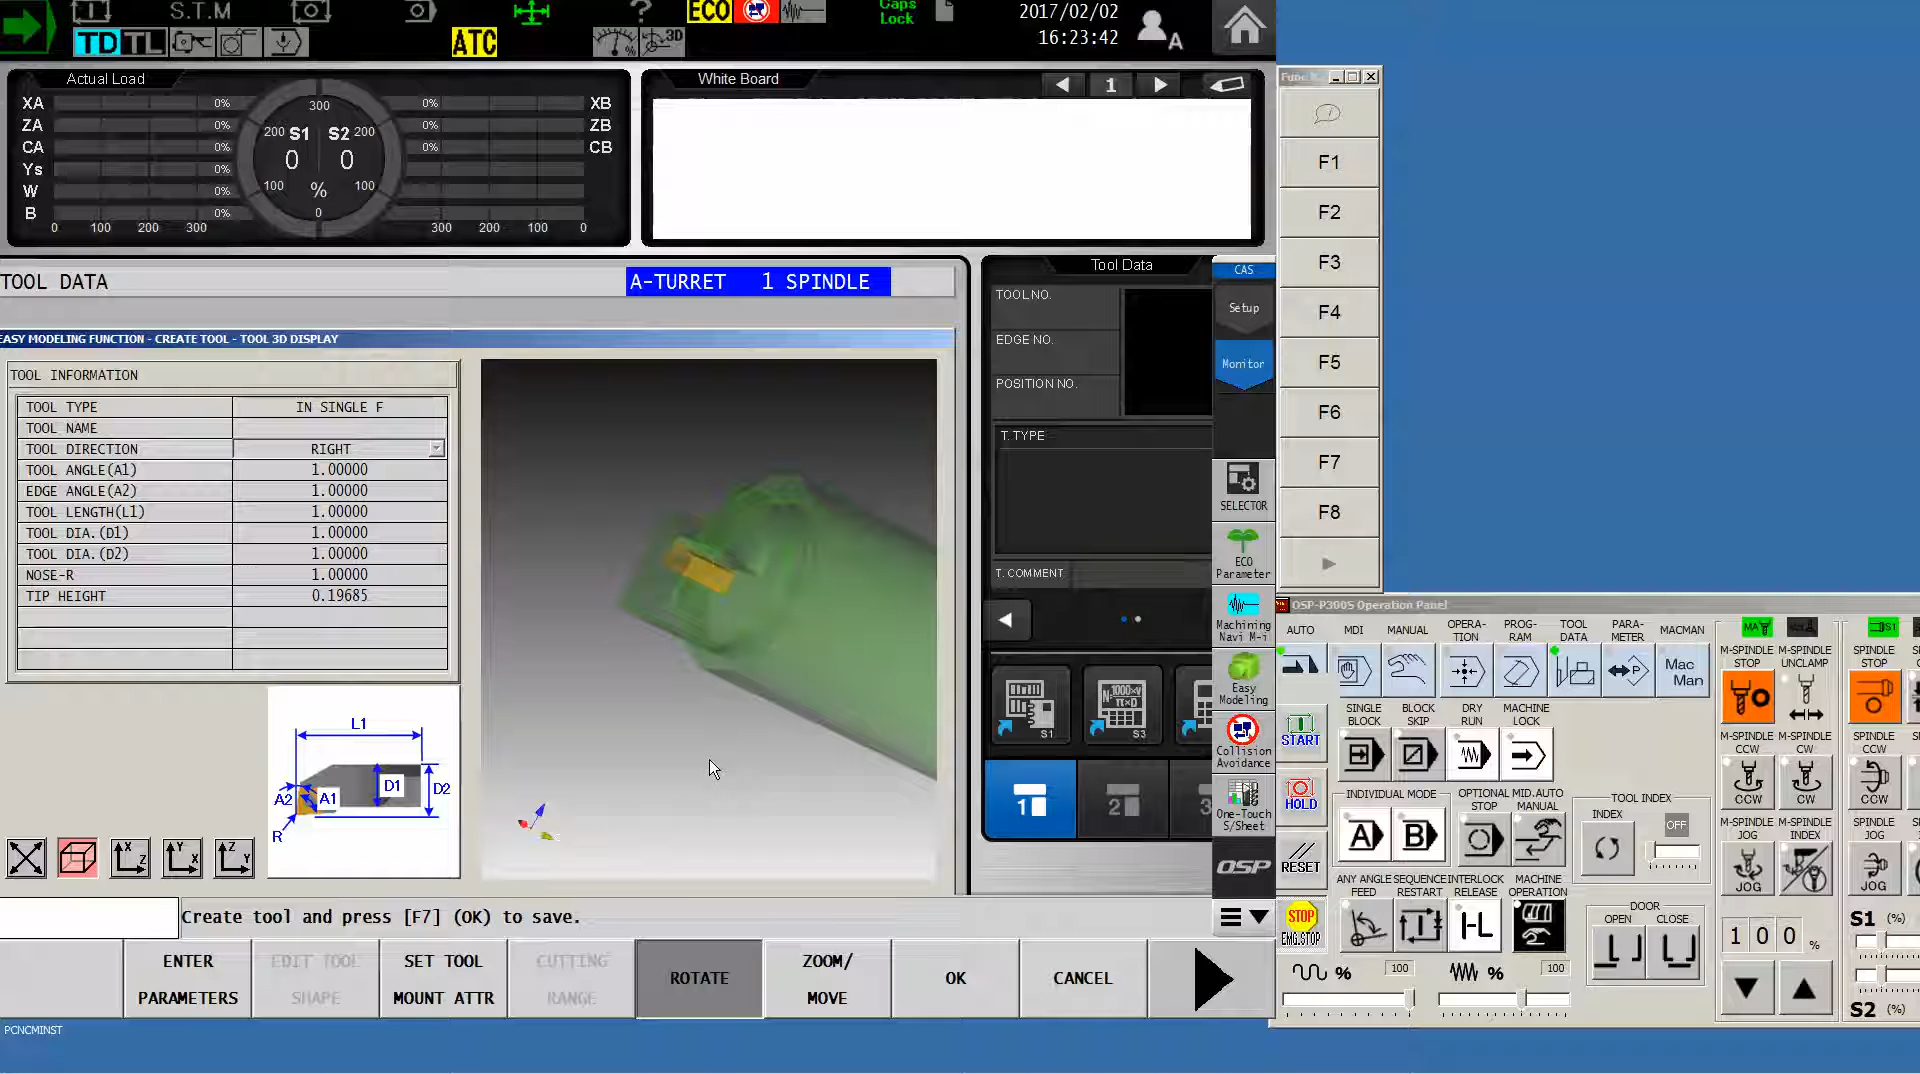 S.T.M
TD TL
ATC
ECO
3D
Caps Lock
2017/02/02
16:23:42
A
Actual Load
XA 0%
ZA 0%
CA 0%
Ys 0%
W 0%
B 0%
0 100 200 300
300
200 S1 S2 200
0 0
100 % 100
0
0% XB
0% ZB
0% CB
300 200 100 0
White Board
1
TOOL DATA
A-TURRET 1 SPINDLE
EASY MODELING FUNCTION - CREATE TOOL - TOOL 3D DISPLAY
TOOL INFORMATION
TOOL TYPE IN SINGLE F
TOOL NAME
TOOL DIRECTION RIGHT
TOOL ANGLE(A1) 1.00000
EDGE ANGLE(A2) 1.00000
TOOL LENGTH(L1) 1.00000
TOOL DIA.(D1) 1.00000
TOOL DIA.(D2) 1.00000
NOSE-R 1.00000
TIP HEIGHT 0.19685
L1
D1
D2
A2
A1
R
X Z
Y X
Z Y
Create tool and press [F7] (OK) to save.
ENTER PARAMETERS
EDIT TOOL SHAPE
SET TOOL MOUNT ATTR
CUTTING RANGE
ROTATE
ZOOM/ MOVE
OK
CANCEL
PCNCMINST
Tool Data
TOOL NO.
EDGE NO.
POSITION NO.
T. TYPE
T. COMMENT
S1
S3
1
2
3
CAS
Setup
Monitor
SELECTOR
ECO Parameter
Machining Navi M-i
Easy Modeling
Collision Avoidance
One-Touch S/Sheet
OSP
F1
F2
F3
F4
F5
F6
F7
F8
OSP-P300S Operation Panel
AUTO
MDI
MANUAL
OPERA- TION
PROG- RAM
TOOL DATA
PARA- METER
MACMAN
Mac Man
SINGLE BLOCK
BLOCK SKIP
DRY RUN
MACHINE LOCK
START
HOLD
RESET
STOP
EMG.STOP
INDIVIDUAL MODE
A
B
OPTIONAL STOP
MID.AUTO MANUAL
TOOL INDEX
INDEX
OFF
ANY ANGLE FEED
SEQUENCE RESTART
INTERLOCK RELEASE
MACHINE OPERATION
DOOR
OPEN
CLOSE
% 100
% 100
M-SPINDLE STOP
M-SPINDLE UNCLAMP
M-SPINDLE CCW
M-SPINDLE CW
CCW
CW
M-SPINDLE JOG
M-SPINDLE INDEX
JOG
100 %
S1
SPINDLE STOP
SPINDLE CCW
CCW
SPINDLE JOG
JOG
S1 (%)
S2 (%)